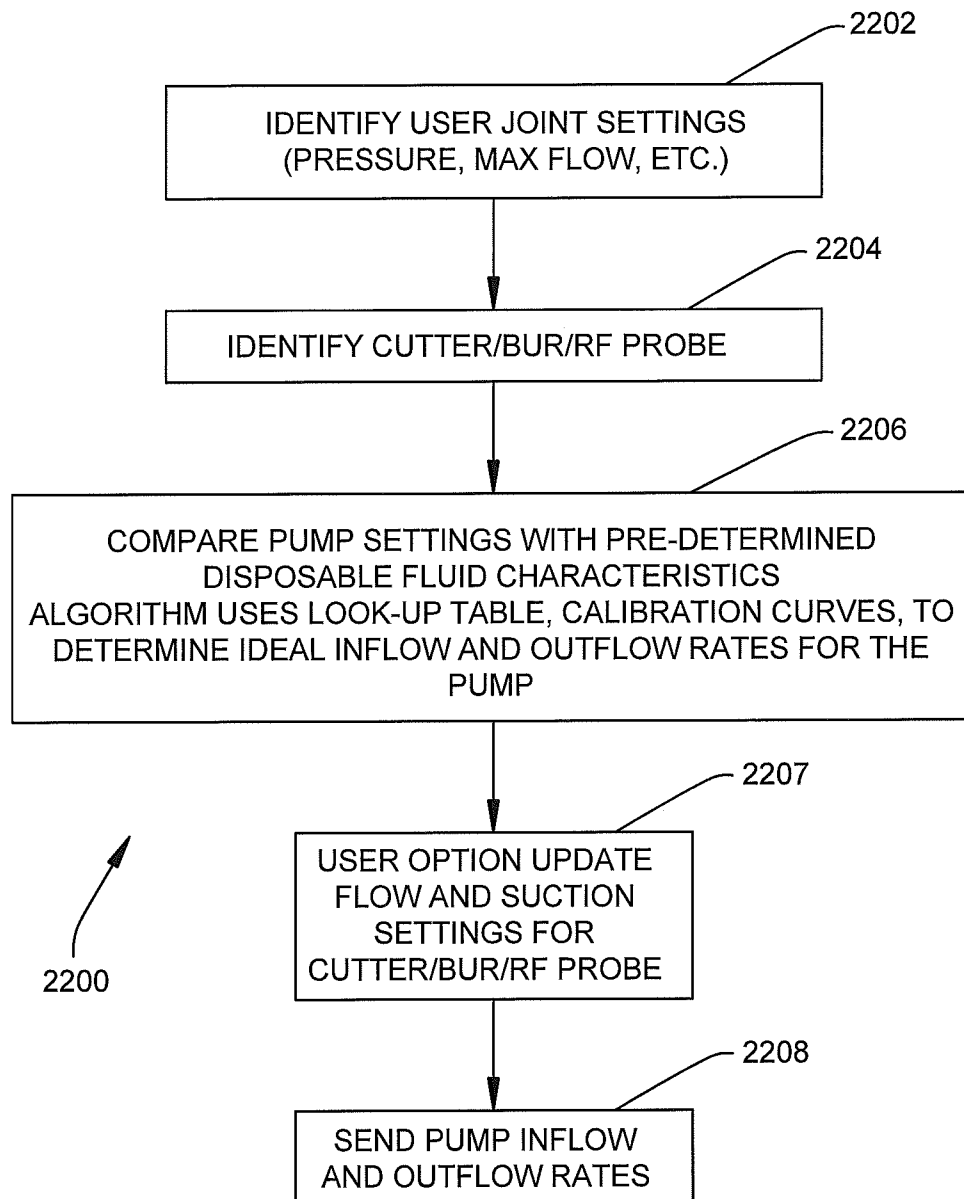 2202
IDENTIFY USER JOINT SETTINGS
(PRESSURE, MAX FLOW, ETC.)
2204
IDENTIFY CUTTER/BUR/RF PROBE
2206
COMPARE PUMP SETTINGS WITH PRE-DETERMINED
DISPOSABLE FLUID CHARACTERISTICS
ALGORITHM USES LOOK-UP TABLE, CALIBRATION CURVES, TO
DETERMINE IDEAL INFLOW AND OUTFLOW RATES FOR THE
PUMP
2207
USER OPTION UPDATE
FLOW AND SUCTION
SETTINGS FOR
CUTTER/BUR/RF PROBE
2200
2208
SEND PUMP INFLOW
AND OUTFLOW RATES